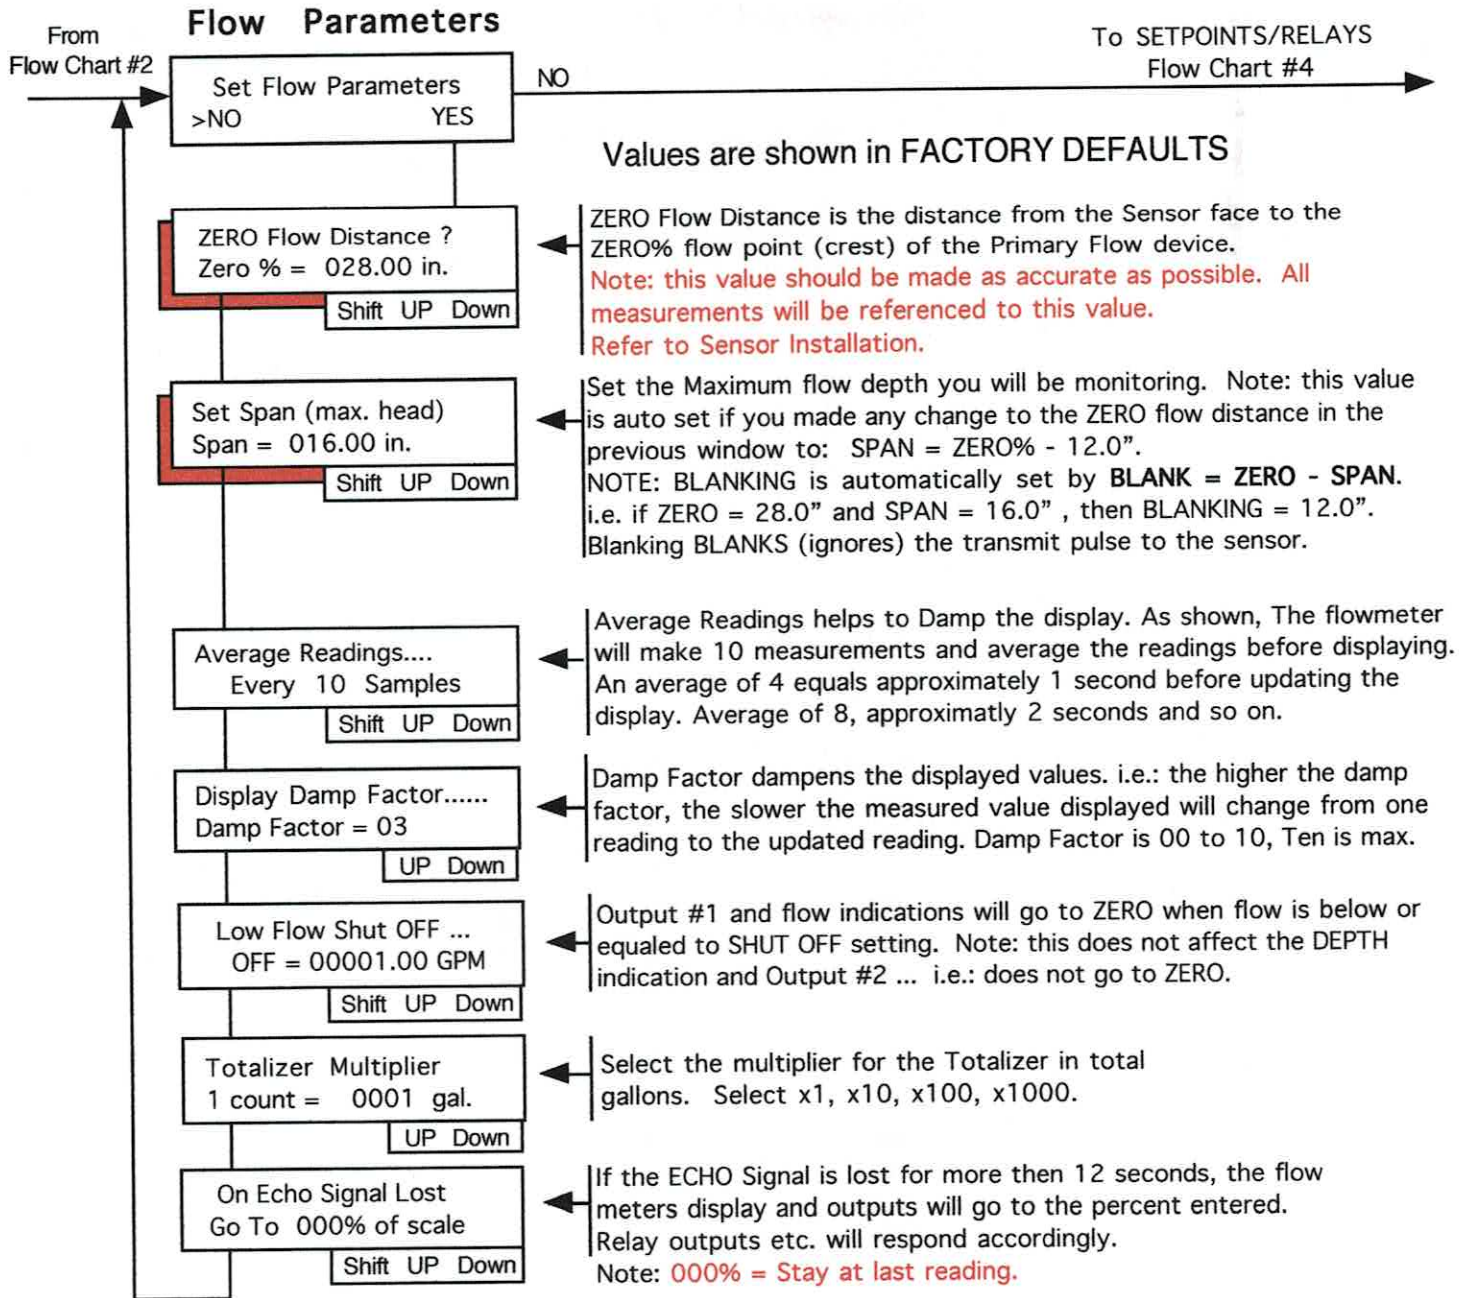 Flow Parameters
From
Flow Chart #2
To SETPOINTS/RELAYS
Flow Chart #4
Set Flow Parameters
>NO YES
NO
Values are shown in FACTORY DEFAULTS
ZERO Flow Distance ?
Zero % = 028.00 in.
Shift UP Down
ZERO Flow Distance is the distance from the Sensor face to the
ZERO% flow point (crest) of the Primary Flow device.
Note: this value should be made as accurate as possible. All
measurements will be referenced to this value.
Refer to Sensor Installation.
Set Span (max. head)
Span = 016.00 in.
Shift UP Down
Set the Maximum flow depth you will be monitoring. Note: this value
is auto set if you made any change to the ZERO flow distance in the
previous window to: SPAN = ZERO% - 12.0”.
NOTE: BLANKING is automatically set by BLANK = ZERO - SPAN.
i.e. if ZERO = 28.0” and SPAN = 16.0” , then BLANKING = 12.0”.
Blanking BLANKS (ignores) the transmit pulse to the sensor.
Average Readings....
Every 10 Samples
Shift UP Down
Average Readings helps to Damp the display. As shown, The flowmeter
will make 10 measurements and average the readings before displaying.
An average of 4 equals approximately 1 second before updating the
display. Average of 8, approximatly 2 seconds and so on.
Display Damp Factor......
Damp Factor = 03
UP Down
Damp Factor dampens the displayed values. i.e.: the higher the damp
factor, the slower the measured value displayed will change from one
reading to the updated reading. Damp Factor is 00 to 10, Ten is max.
Low Flow Shut OFF ...
OFF = 00001.00 GPM
Shift UP Down
Output #1 and flow indications will go to ZERO when flow is below or
equaled to SHUT OFF setting. Note: this does not affect the DEPTH
indication and Output #2 ... i.e.: does not go to ZERO.
Totalizer Multiplier
1 count = 0001 gal.
UP Down
Select the multiplier for the Totalizer in total
gallons. Select x1, x10, x100, x1000.
On Echo Signal Lost
Go To 000% of scale
Shift UP Down
If the ECHO Signal is lost for more then 12 seconds, the flow
meters display and outputs will go to the percent entered.
Relay outputs etc. will respond accordingly.
Note: 000% = Stay at last reading.